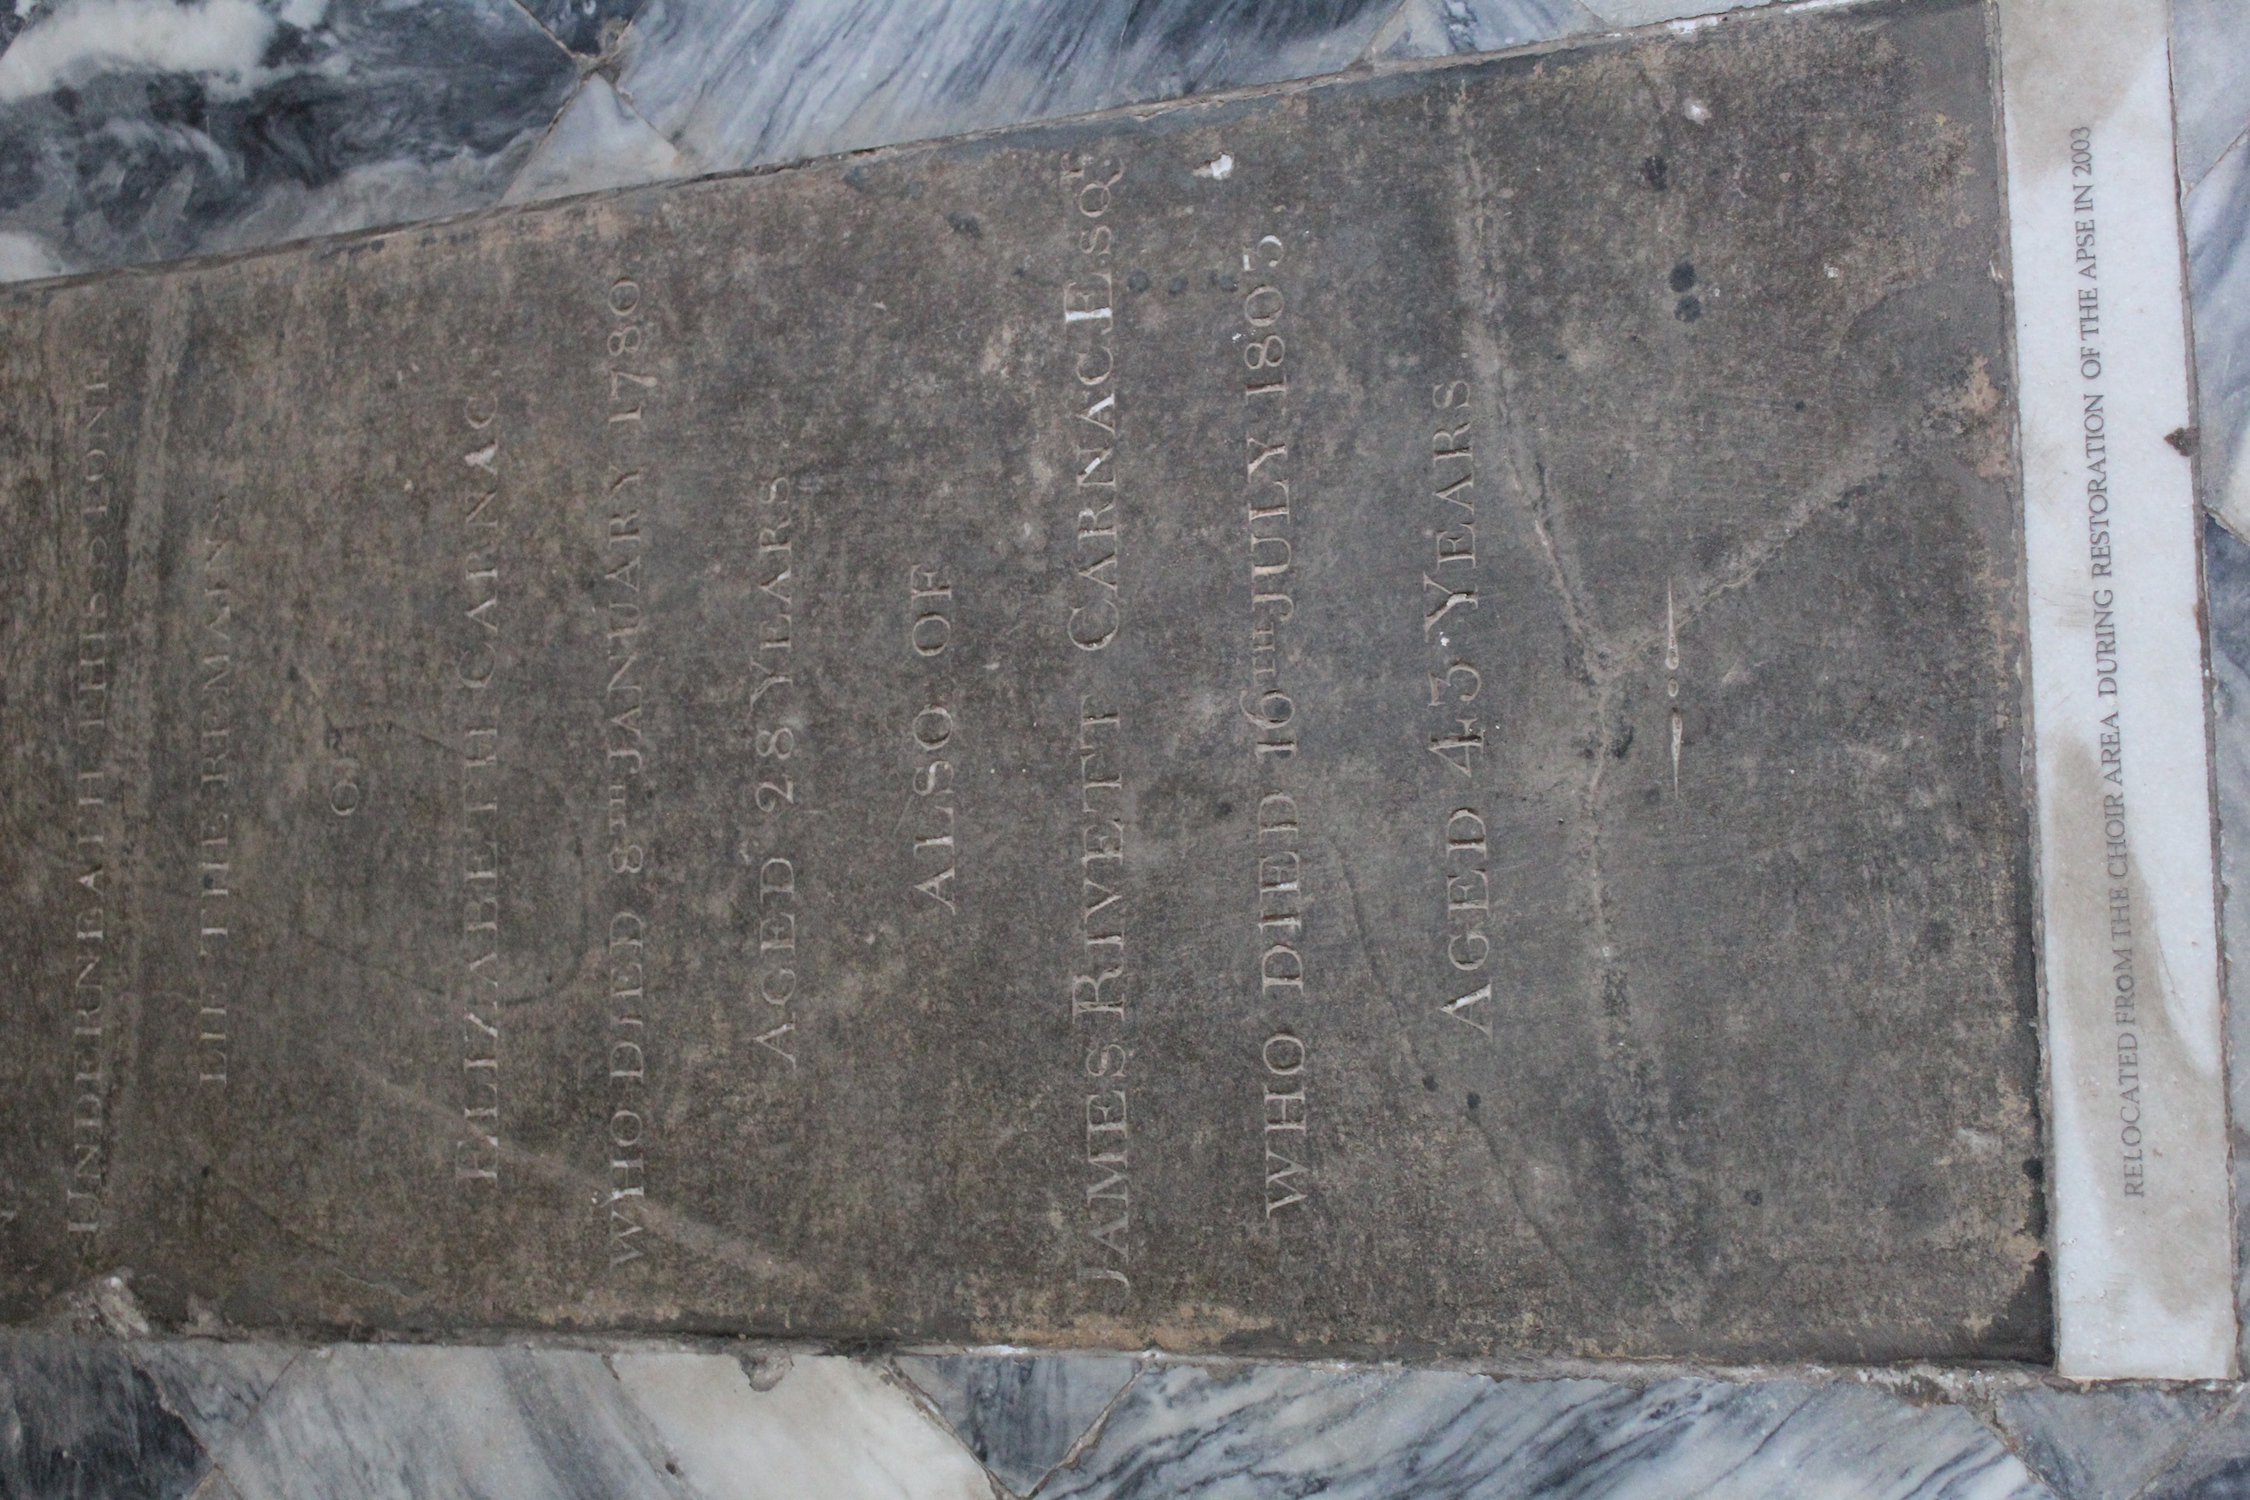 UNDERNEATH THIS STONE
LIE THE REMAINS
OF
ELIZABETH CARNAC,
WHO DIED 8TH JANUARY 1780
AGED 28 YEARS.
ALSO OF
JAMES RIVETT CARNAC ESQR.
WHO DIED 16TH JULY 1805,
AGED 43 YEARS
RELOCATED FROM THE CHOIR AREA DURING RESTORATION OF THE APSE IN 2003